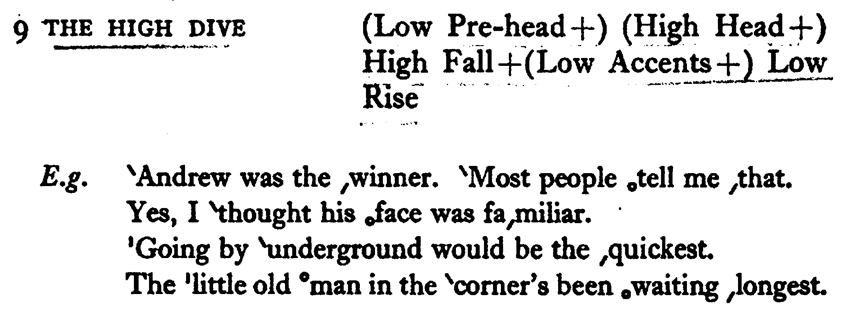 9 THE HIGH DIVE (Low Pre-head+) (High Head+)
High Fall+(Low Accents+) Low
Rise
E.g. ˋAndrew was the ˏwinner. ˋMost people ˳tell me ˏthat.
Yes, I ˋthought his ˳face was faˏmiliar.
ˈGoing by ˋunderground would be the ˏquickest.
The ˈlittle old °man in the ˋcorner's been ˳waiting ˏlongest.